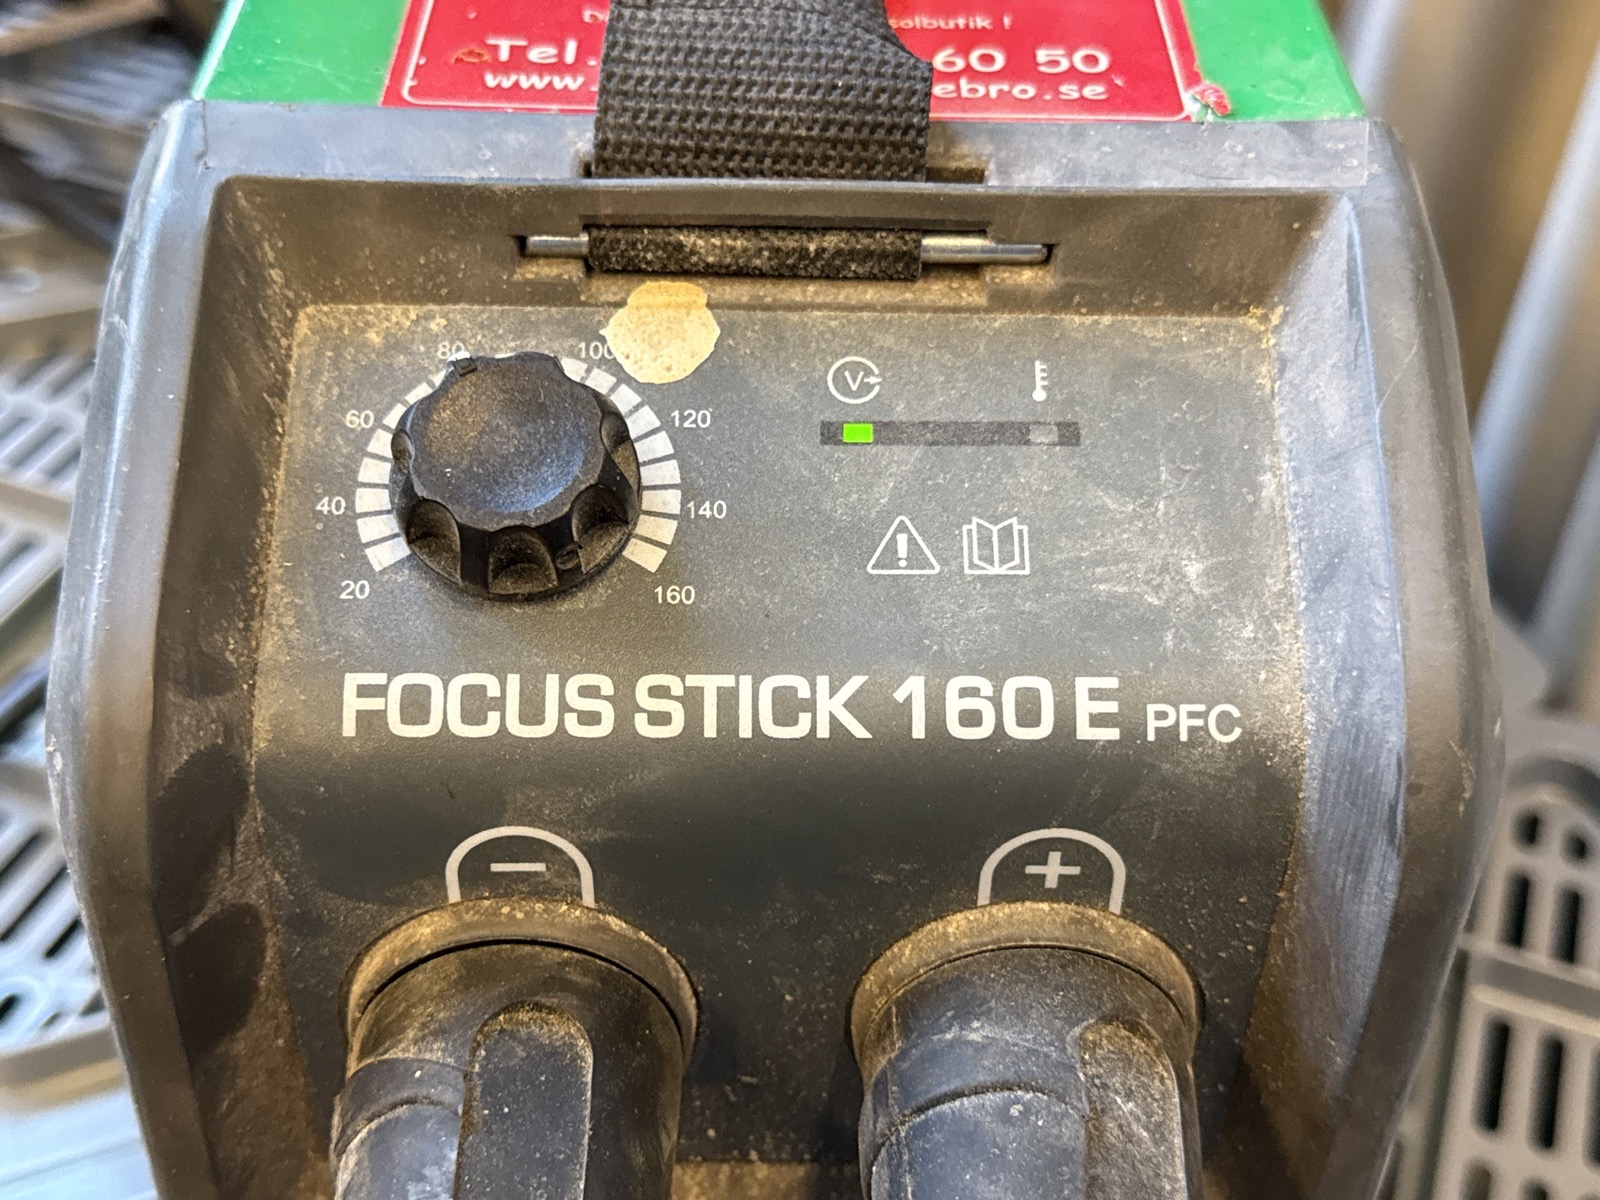 solbutik !
Tel. 60 50
www. ebro.se
80 100
60 120
40 140
20 160
V
FOCUS STICK 160 E PFC
− +